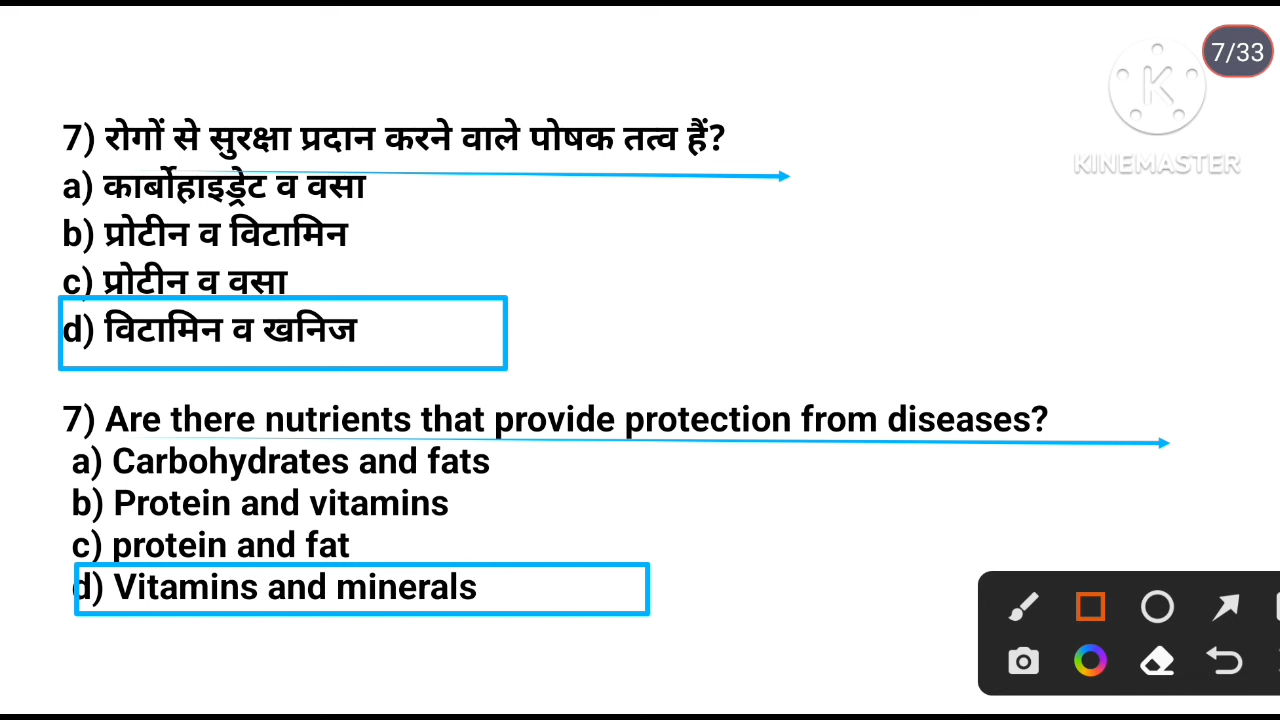 7/33
KINEMASTER
7) रोगों से सुरक्षा प्रदान करने वाले पोषक तत्व हैं?
a) कार्बोहाइड्रेट व वसा
b) प्रोटीन व विटामिन
c) प्रोटीन व वसा
d) विटामिन व खनिज
7) Are there nutrients that provide protection from diseases?
a) Carbohydrates and fats
b) Protein and vitamins
c) protein and fat
d) Vitamins and minerals